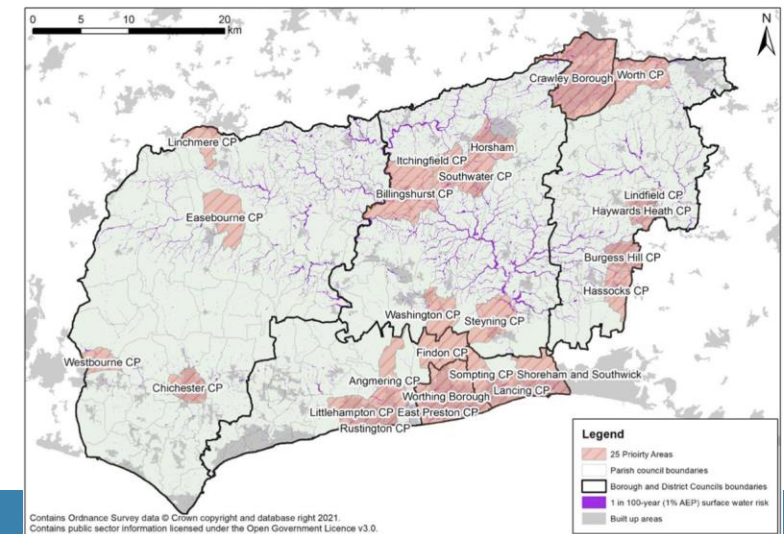 0 10 20
km
N
Crawley Borough Worth CP
Linchmere CP
Horsham
Itchingfield CP
Southwater CP
Billingshurst CP
Easebourne CP
Lindfield CP
Haywards Heath CP
Burgess Hill CP
Hassocks CP
Washington CP
Steyning CP
Westbourne CP
Findon CP
Chichester CP
Angmering CP
Sompting CP Shoreham and Southwick
Lancing CP
Worthing Borough
Littlehampton CP East Preston CP
Rustington CP
Legend
25 Prioirty Areas
Parish council boundaries
Borough and District Councils boundaries
1 in 100-year (1% AEP) surface water risk
Built up areas
Contains Ordnance Survey data © Crown copyright and database right 2021.
Contains public sector information licensed under the Open Government Licence v3.0.